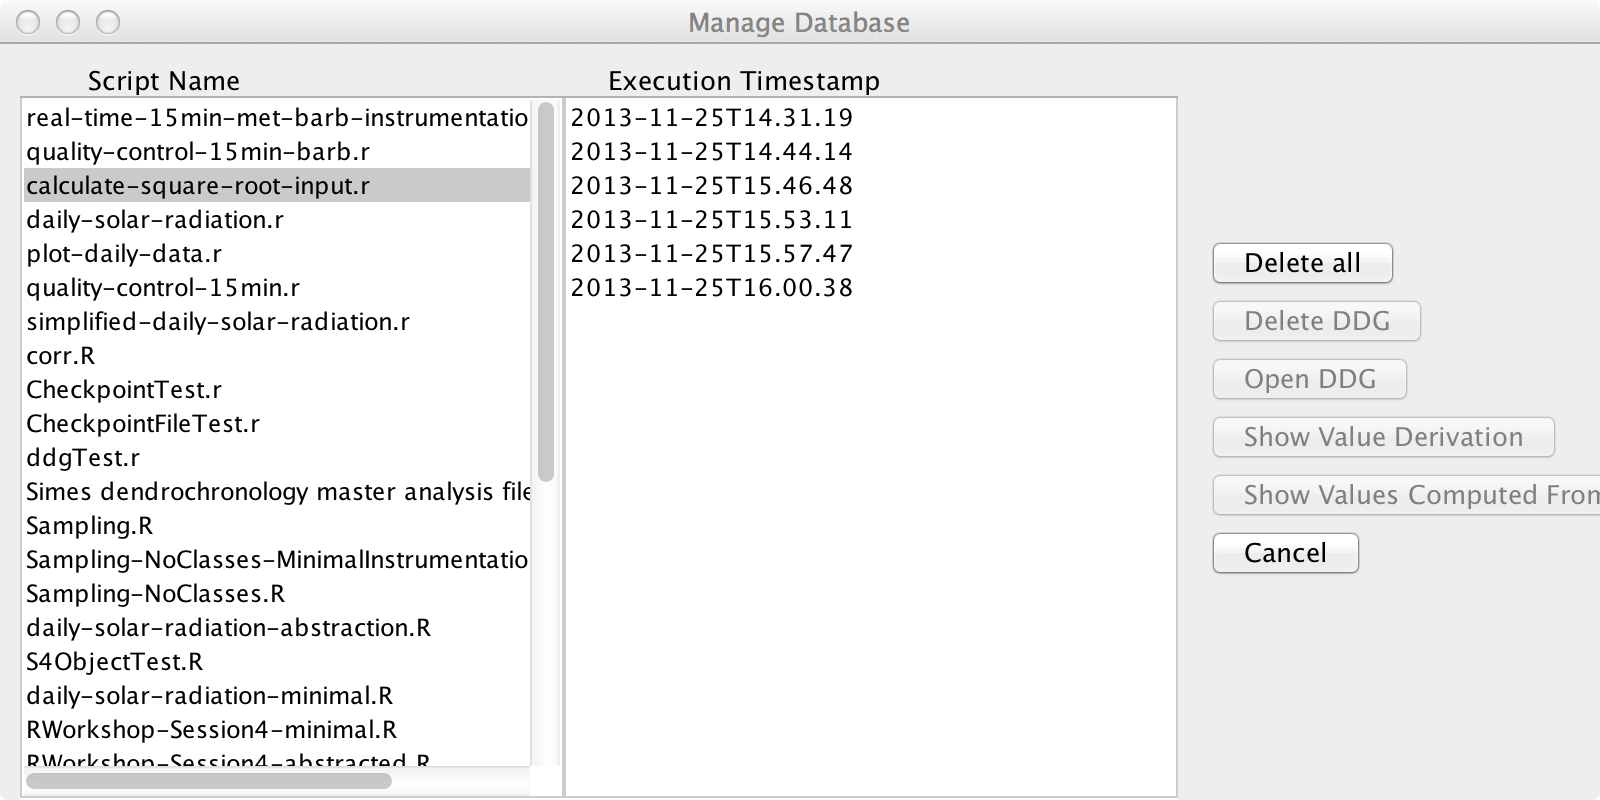 Manage Database
Script Name
Execution Timestamp
real-time-15min-met-barb-instrumentatio
quality-control-15min-barb.r
calculate-square-root-input.r
daily-solar-radiation.r
plot-daily-data.r
quality-control-15min.r
simplified-daily-solar-radiation.r
corr.R
CheckpointTest.r
CheckpointFileTest.r
ddgTest.r
Simes dendrochronology master analysis file
Sampling.R
Sampling-NoClasses-MinimalInstrumentatio
Sampling-NoClasses.R
daily-solar-radiation-abstraction.R
S4ObjectTest.R
daily-solar-radiation-minimal.R
RWorkshop-Session4-minimal.R
RWorkshop-Session4-abstracted.R
2013-11-25T14.31.19
2013-11-25T14.44.14
2013-11-25T15.46.48
2013-11-25T15.53.11
2013-11-25T15.57.47
2013-11-25T16.00.38
Delete all
Delete DDG
Open DDG
Show Value Derivation
Show Values Computed From
Cancel